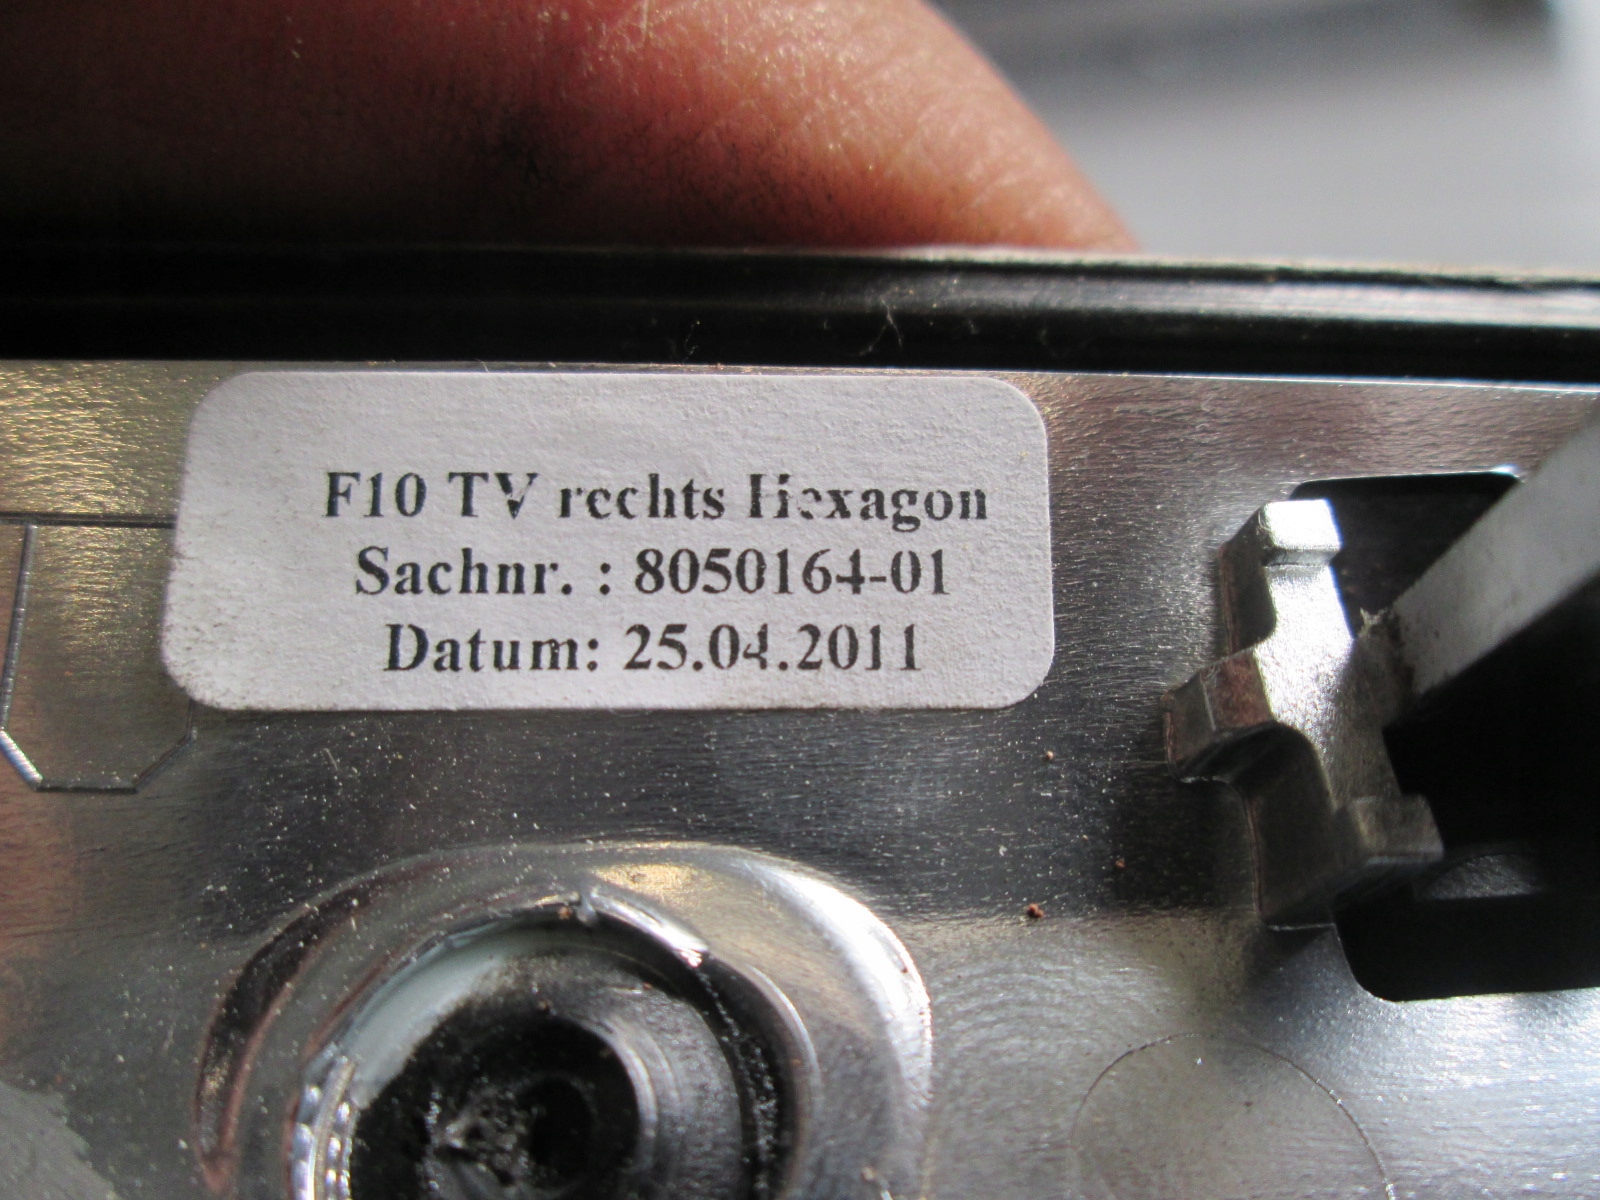 F10 TV rechts Hexagon
Sachnr. : 8050164-01
Datum: 25.04.2011